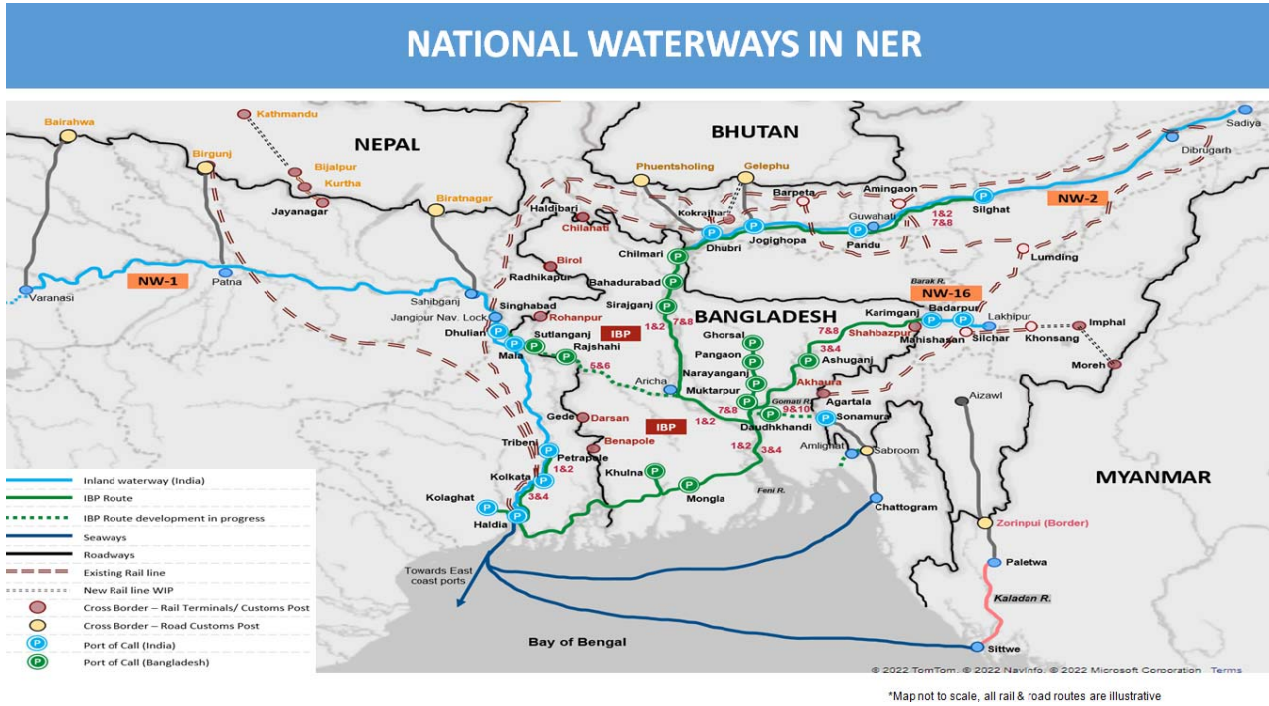 NATIONAL WATERWAYS IN NER
Kathmandu
Bairahwa
NEPAL
BHUTAN
Sadiya
Dibrugarh
Birgunj
Bijalpur
Kurtha
Jayanagar
Phuentsholing
Gelephu
Barpeta
Amingaon
Silghat
NW-2
Biratnagar
Haldibari
Chilahati
Kokrajhar
Guwahati
1&2
7&8
Dhubri
Jogighopa
Pandu
Lumding
Chilmari
Birol
Radhikapur
Bahadurabad
NW-1
Patna
Varanasi
Sahibganj
Singhabad
Sirajganj
Barak R.
NW-16
Jangiour Nav. Lock
Rohanpur
BANGLADESH
Karimganj
Badarpur
Lakhipur
Dhulian
Sutlanganj
IBP
1&2
7&8
Ghorsal
7&8
Shahbazpur
Mahishasan
Silchar
Khonsang
Imphal
Maia
Rajshahi
Pangaon
3&4
Ashuganj
5&6
Narayanganj
Moreh
Aricha
Muktarpur
Akhaura
Agartala
Aizawl
Gede
Darsan
7&8
Gomati R.
9&10
Sonamura
IBP
1&2
Daudhkhandi
Tribeni
Benapole
Petrapole
1&2
3&4
Amlighat
Sabroom
Kolkata
1&2
Khulna
MYANMAR
3&4
Kolaghat
Mongla
Feni R.
Chattogram
Haldia
Zorinpui (Border)
Paletwa
Towards East
coast ports
Kaladan R.
Bay of Bengal
Sittwe
Inland waterway (India)
IBP Route
IBP Route development in progress
Seaways
Roadways
Existing Rail line
New Rail line WIP
Cross Border – Rail Terminals/ Customs Post
Cross Border – Road Customs Post
P Port of Call (India)
P Port of Call (Bangladesh)
© 2022 TomTom, © 2022 NavInfo, © 2022 Microsoft Corporation Terms
*Map not to scale, all rail & road routes are illustrative